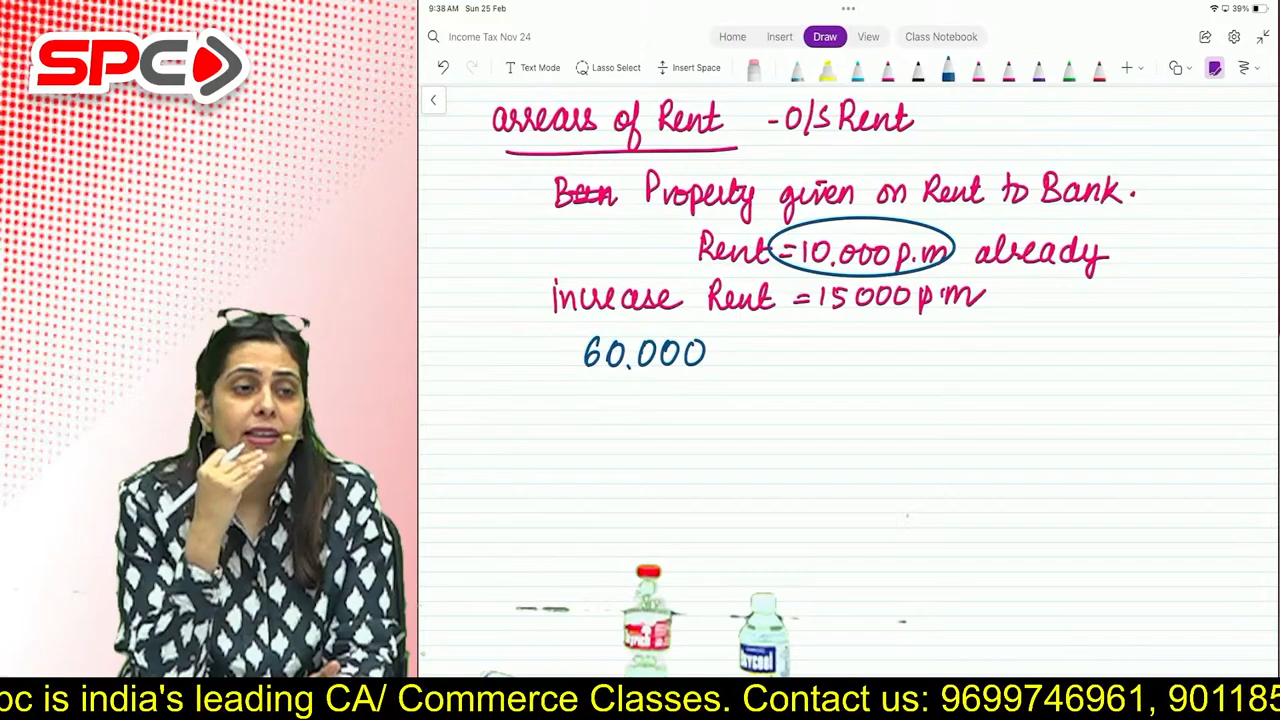 9:38 AM Sun 25 Feb
39%
SPC
Income Tax Nov 24
Home Insert Draw View Class Notebook
Text Mode Lasso Select Insert Space
arrears of Rent - O/S Rent
Property given on Rent to Bank.
Rent = 10,000 p.m already
increase Rent = 15000 p.m
60,000
pc is india's leading CA/ Commerce Classes. Contact us: 9699746961, 901185